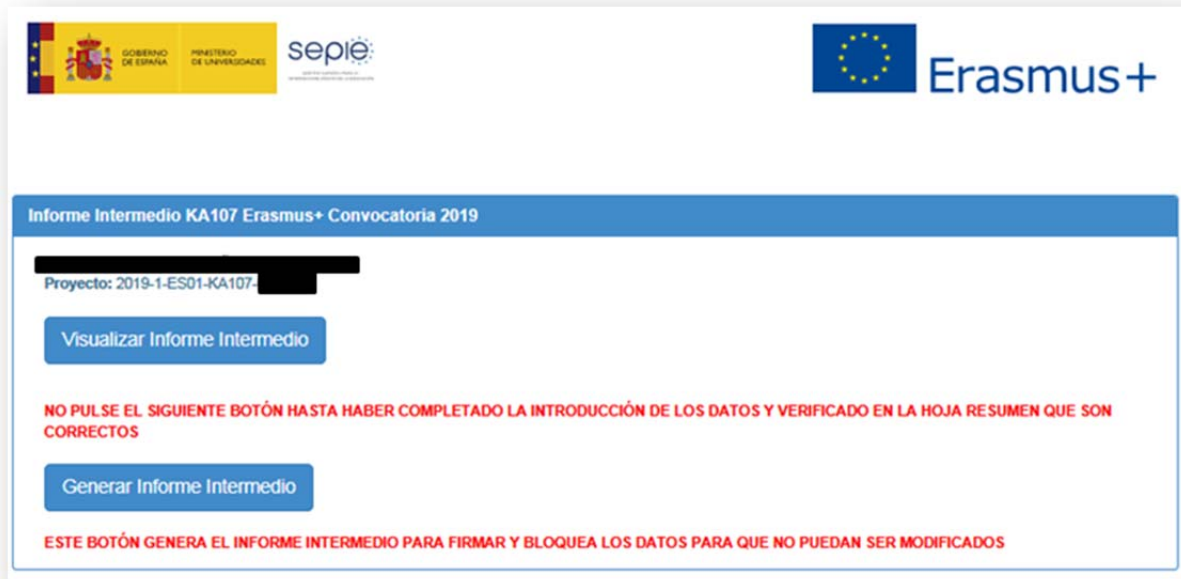 GOBIERNO MINISTERIO
DE ESPAÑA DE UNIVERSIDADES
sepie
Erasmus+
Informe Intermedio KA107 Erasmus+ Convocatoria 2019
Proyecto: 2019-1-ES01-KA107-
Visualizar Informe Intermedio
NO PULSE EL SIGUIENTE BOTÓN HASTA HABER COMPLETADO LA INTRODUCCIÓN DE LOS DATOS Y VERIFICADO EN LA HOJA RESUMEN QUE SON
CORRECTOS
Generar Informe Intermedio
ESTE BOTÓN GENERA EL INFORME INTERMEDIO PARA FIRMAR Y BLOQUEA LOS DATOS PARA QUE NO PUEDAN SER MODIFICADOS